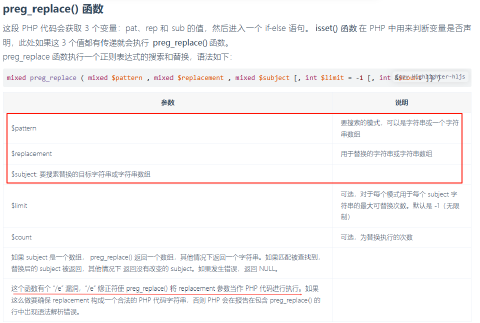 preg_replace() 函数
这段 PHP 代码会获取 3 个变量：pat、rep 和 sub 的值，然后进入一个 if-else 语句。isset() 函数在 PHP 中用来判断变量是否声
明，此处如果这 3 个值都有传递就会执行 preg_replace() 函数。
preg_replace 函数执行一个正则表达式的搜索和替换，语法如下：
mixed preg_replace ( mixed $pattern , mixed $replacement , mixed $subject [, int $limit = -1 [, int
参数 说明
$pattern 要搜索的模式，可以是字符串或一个字符
串数组
$replacement 用于替换的字符串或字符串数组
$subject: 要搜索替换的目标字符串或字符串数组
$limit 可选，对于每个模式用于每个 subject 字
符串的最大可替换次数。默认是 -1（无限
制）
$count 可选，为替换执行的次数
如果 subject 是一个数组，preg_replace() 返回一个数组，其他情况下返回一个字符串。如果匹配被查找到，
替换后的 subject 被返回，其他情况下 返回没有改变的 subject。如果发生错误，返回 NULL。
这个函数有个 "/e" 漏洞，"/e" 修正符使 preg_replace() 将 replacement 参数当作 PHP 代码进行执行。如果
这么做要确保 replacement 构成一个合法的 PHP 代码字符串，否则 PHP 会在报告在包含 preg_replace() 的
行中出现语法解析错误。